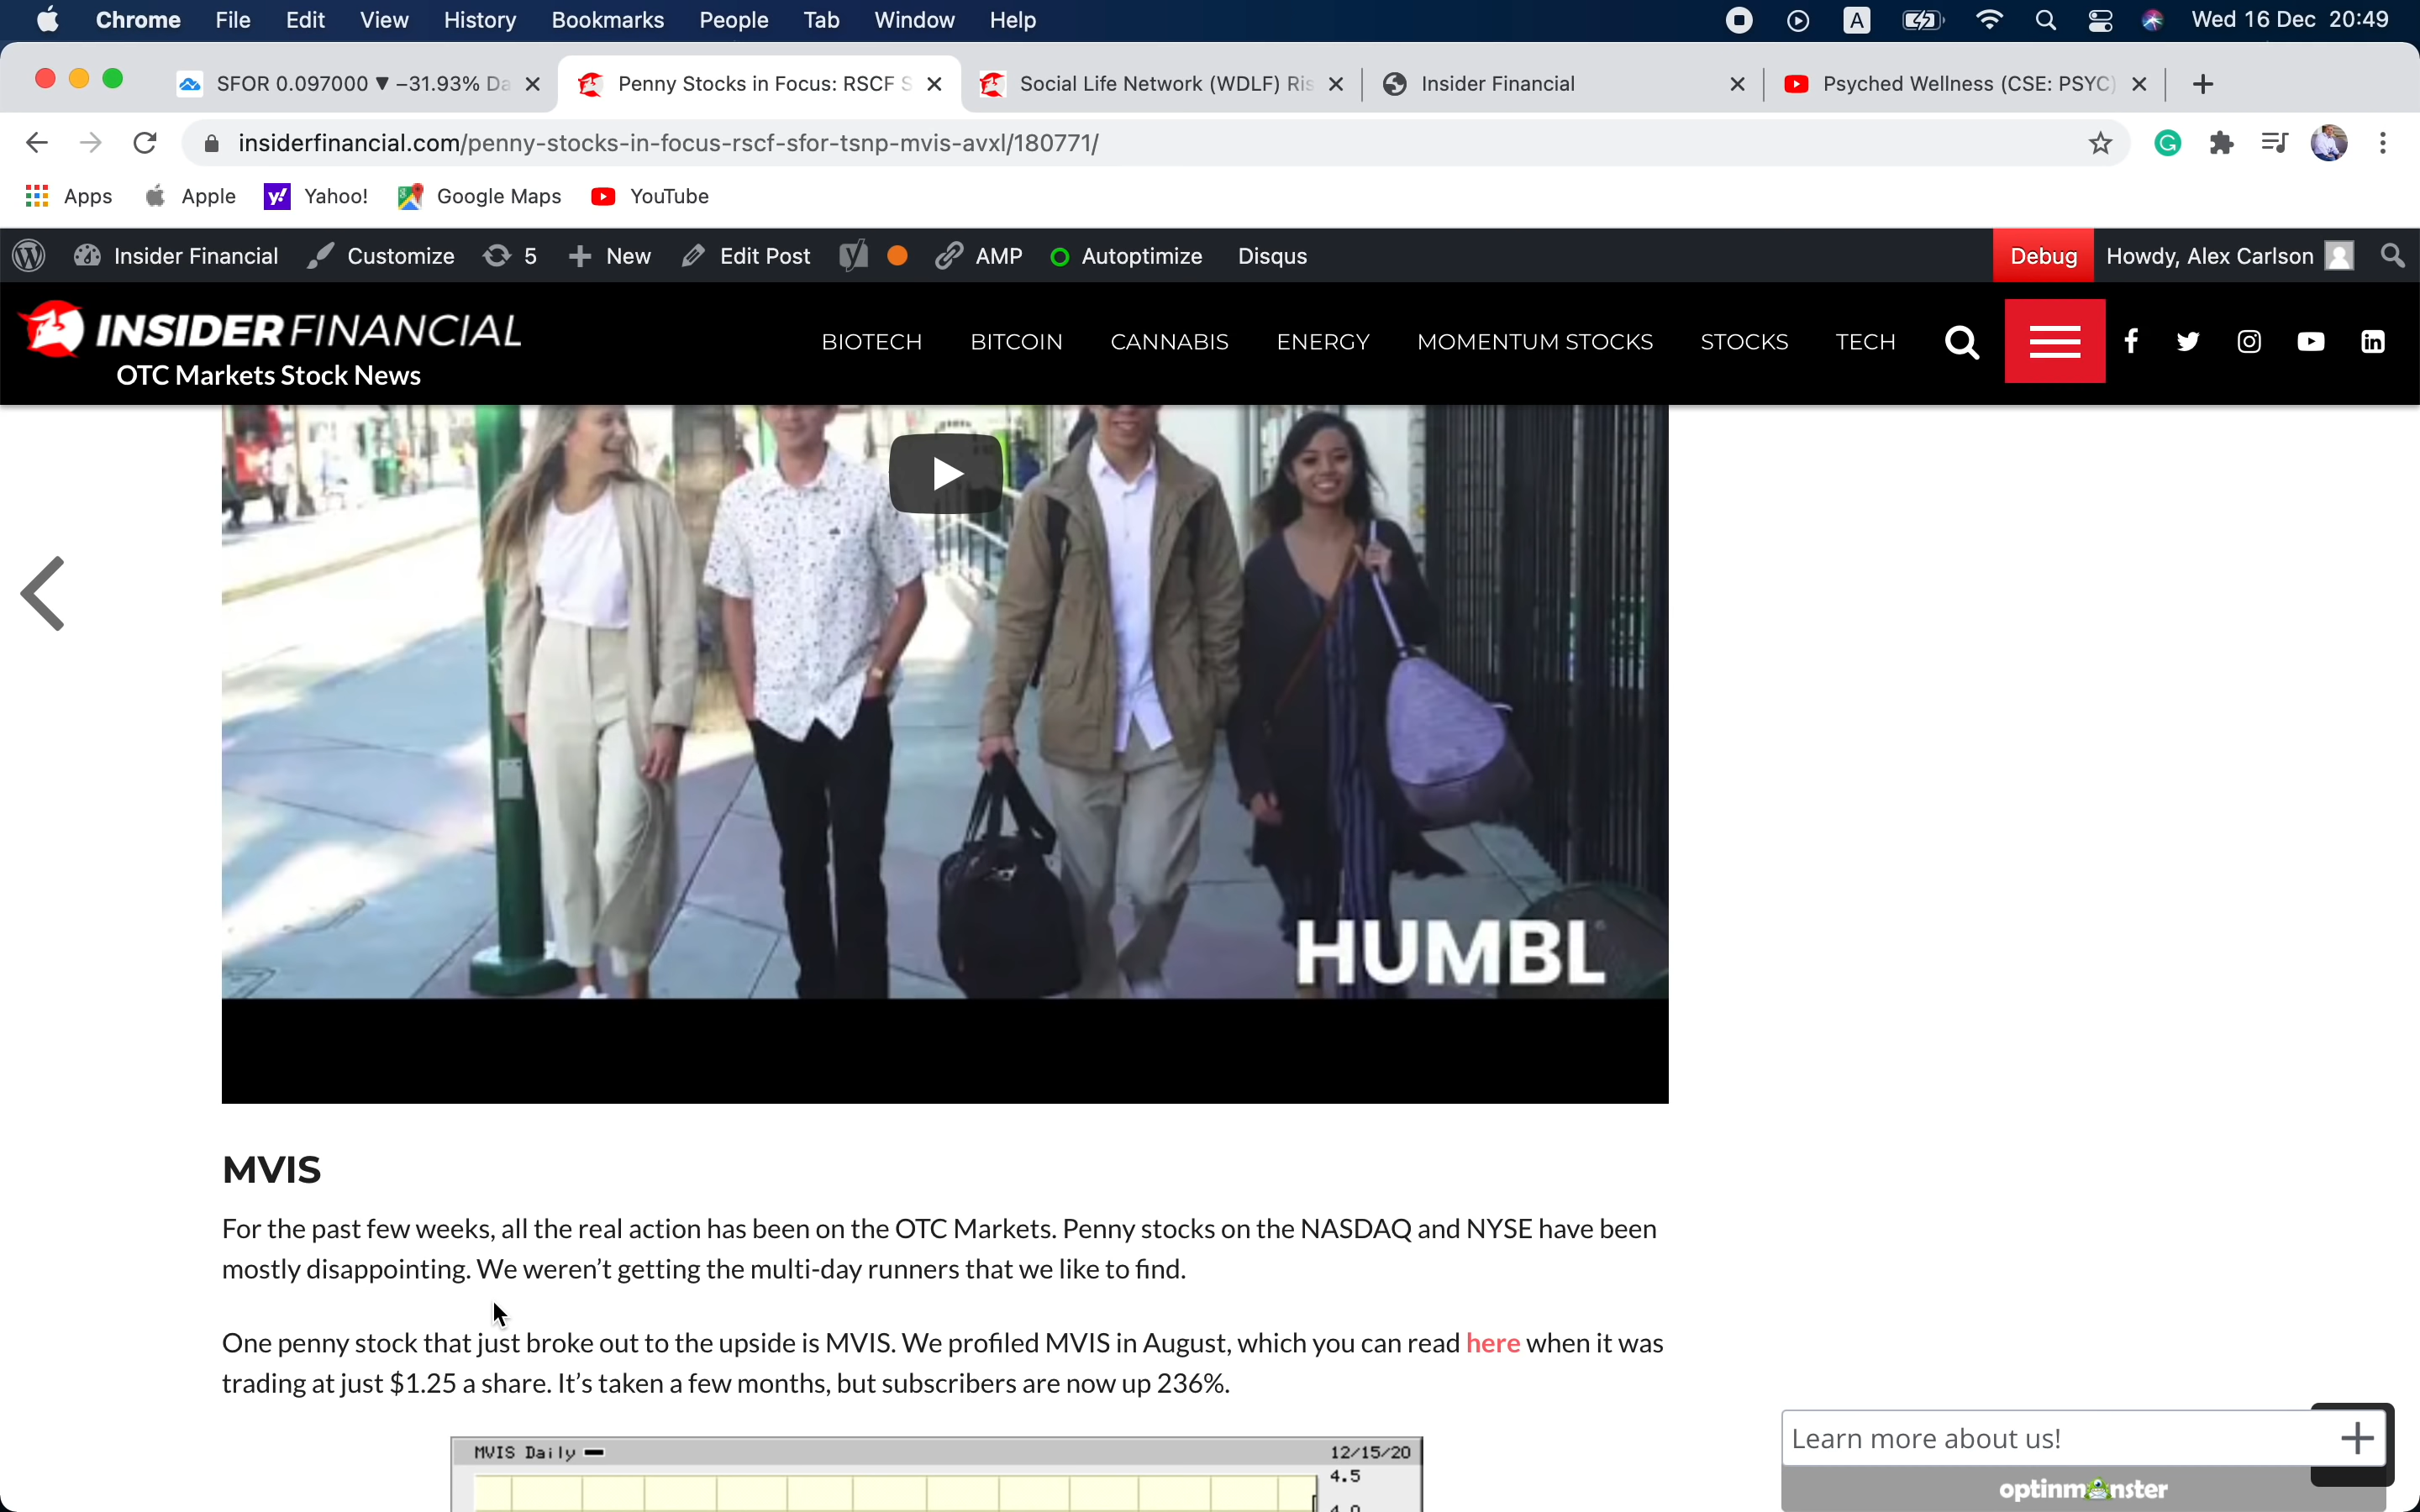 Chrome File Edit View History Bookmarks People Tab Window Help A Wed 16 Dec 20:49
SFOR 0.097000 ▼ −31.93% Da Penny Stocks in Focus: RSCF S Social Life Network (WDLF) Ris Insider Financial Psyched Wellness (CSE: PSYC)
insiderfinancial.com/penny-stocks-in-focus-rscf-sfor-tsnp-mvis-avxl/180771/
Apps Apple Yahoo! Google Maps YouTube
Insider Financial Customize 5 New Edit Post AMP Autoptimize Disqus Debug Howdy, Alex Carlson
INSIDER FINANCIAL
OTC Markets Stock News
BIOTECH BITCOIN CANNABIS ENERGY MOMENTUM STOCKS STOCKS TECH
HUMBL
MVIS
For the past few weeks, all the real action has been on the OTC Markets. Penny stocks on the NASDAQ and NYSE have been
mostly disappointing. We weren’t getting the multi-day runners that we like to find.
One penny stock that just broke out to the upside is MVIS. We profiled MVIS in August, which you can read here when it was
trading at just $1.25 a share. It’s taken a few months, but subscribers are now up 236%.
MVIS Daily 12/15/20
4.5
4.0
Learn more about us!
optinmonster